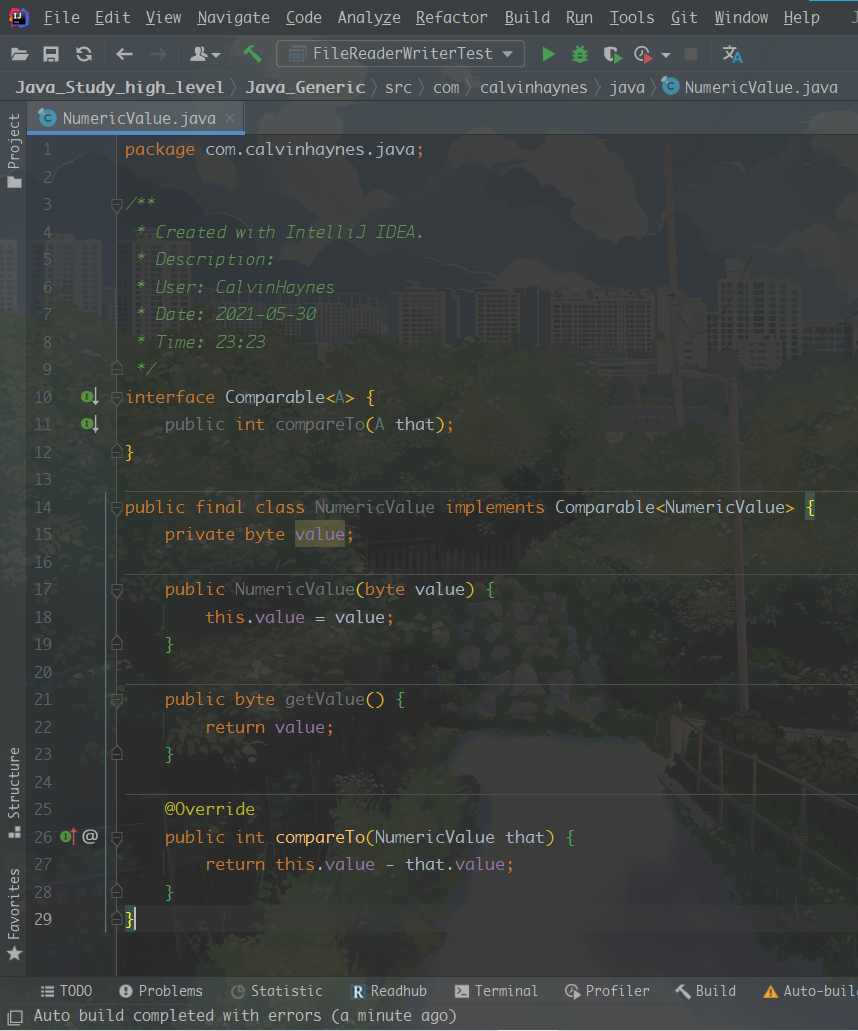 File Edit View Navigate Code Analyze Refactor Build Run Tools Git Window Help
FileReaderWriterTest
Java_Study_high_level Java_Generic src com calvinhaynes java NumericValue.java
NumericValue.java
Project
1 package com.calvinhaynes.java;
2
3 /**
4 * Created with IntelliJ IDEA.
5 * Description:
6 * User: CalvinHaynes
7 * Date: 2021-05-30
8 * Time: 23:23
9 */
10 interface Comparable<A> {
11 public int compareTo(A that);
12 }
13
14 public final class NumericValue implements Comparable<NumericValue> {
15 private byte value;
16
17 public NumericValue(byte value) {
18 this.value = value;
19 }
20
21 public byte getValue() {
22 return value;
23 }
24
25 @Override
26 @ public int compareTo(NumericValue that) {
27 return this.value - that.value;
28 }
29 }
Structure
Favorites
TODO Problems Statistic Readhub Terminal Profiler Build Auto-buil
Auto build completed with errors (a minute ago)